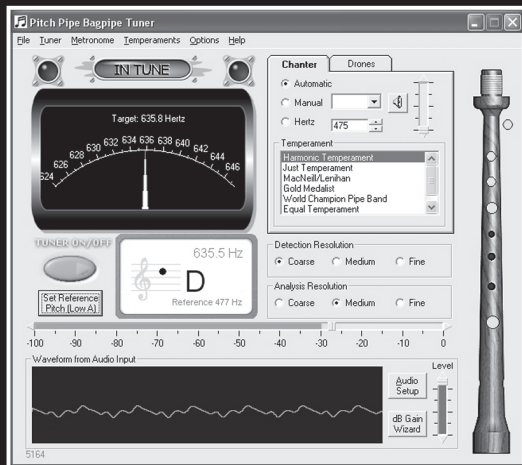 Pitch Pipe Bagpipe Tuner
File Tuner Metronome Temperaments Options Help
IN TUNE
Target: 635.8 Hertz
624 626 628 630 632 634 636 638 640 642 644 646
TUNER ON/OFF
Set Reference
Pitch (Low A)
635.5 Hz
D
Reference 477 Hz
Chanter Drones
Automatic
Manual
Hertz 475
Temperament
Harmonic Temperament
Just Temperament
MacNeill/Lenihan
Gold Medalist
World Champion Pipe Band
Equal Temperament
Detection Resolution
Coarse Medium Fine
Analysis Resolution
Coarse Medium Fine
-100 -90 -80 -70 -60 -50 -40 -30 -20 -10 0
Waveform from Audio Input
Level
Audio
Setup
dB Gain
Wizard
5164